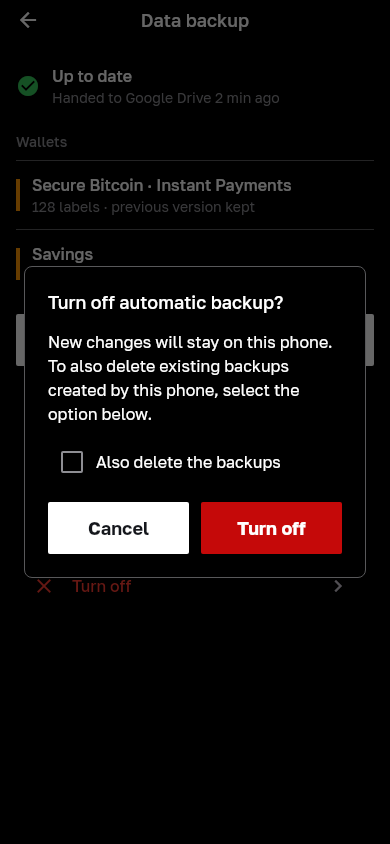 Data backup
Up to date
Handed to Google Drive 2 min ago
Wallets
Secure Bitcoin · Instant Payments
128 labels · previous version kept
Savings
Turn off automatic backup?
New changes will stay on this phone.
To also delete existing backups
created by this phone, select the
option below.
Also delete the backups
Cancel
Turn off
Turn off